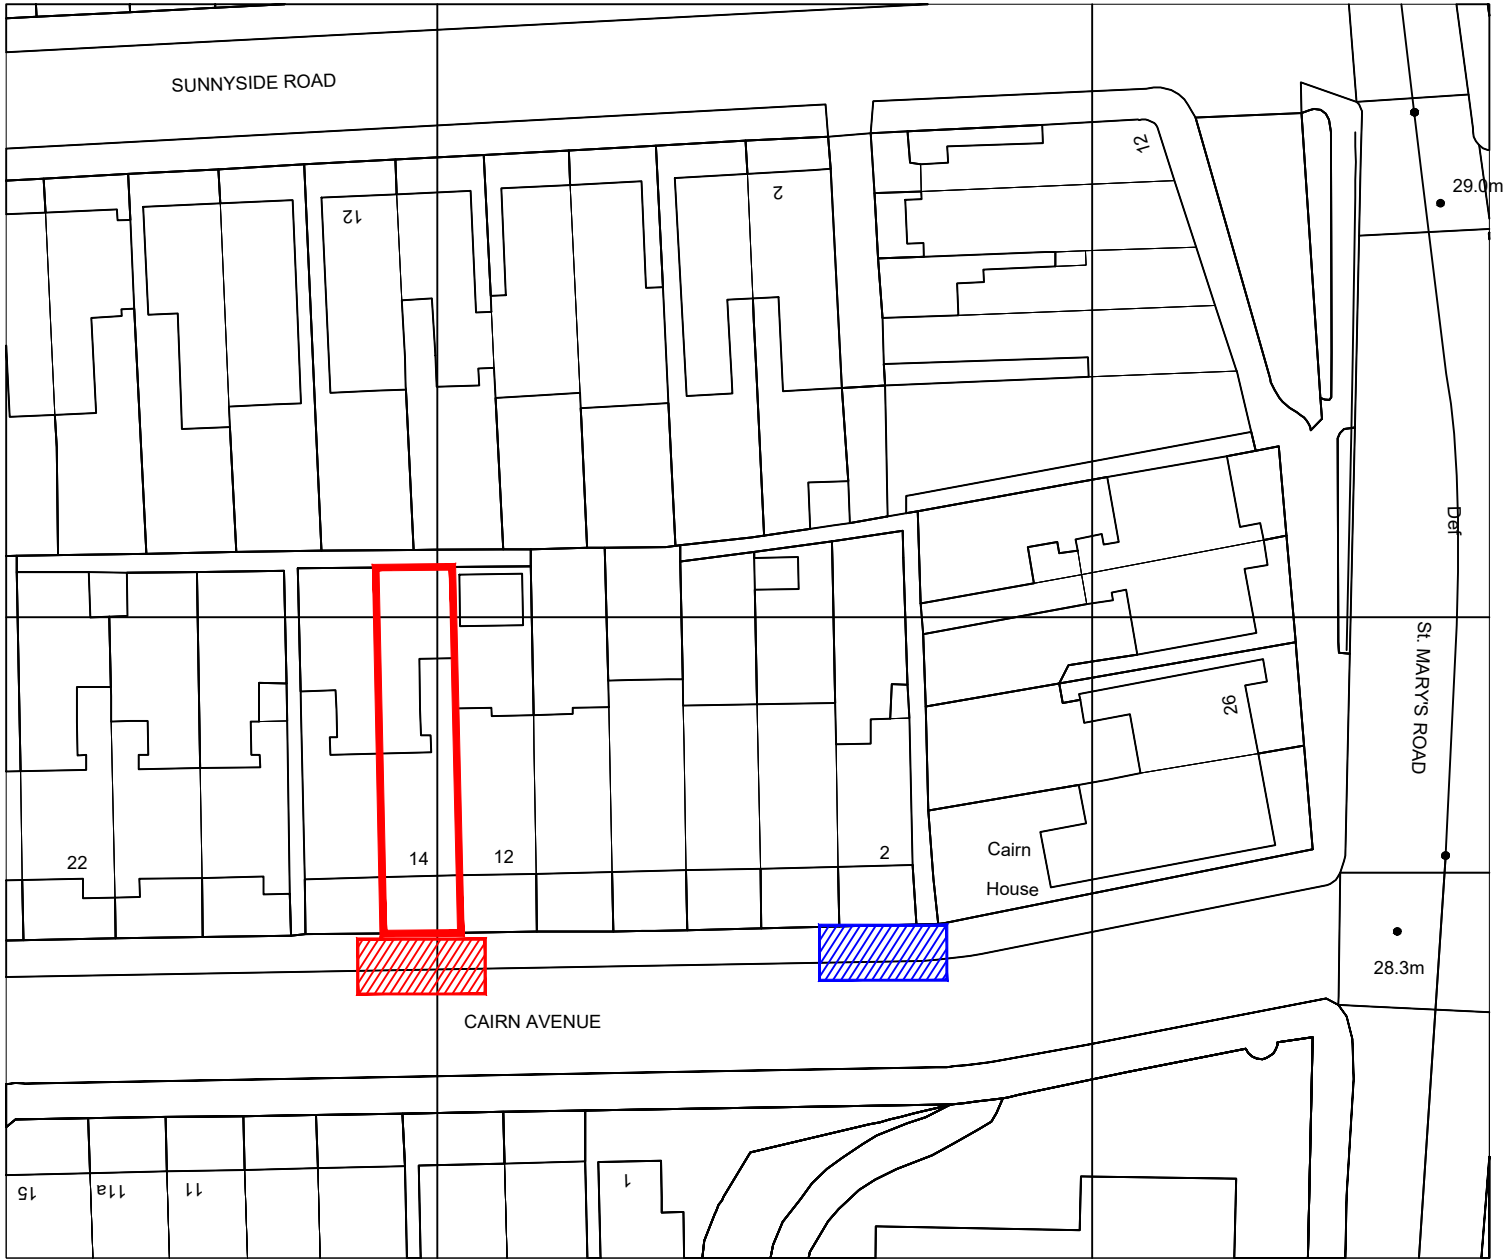 SUNNYSIDE ROAD
12
29.0m
12
2
Def
St. MARY'S ROAD
26
22
14
12
2
Cairn
House
28.3m
CAIRN AVENUE
15
11a
11
1